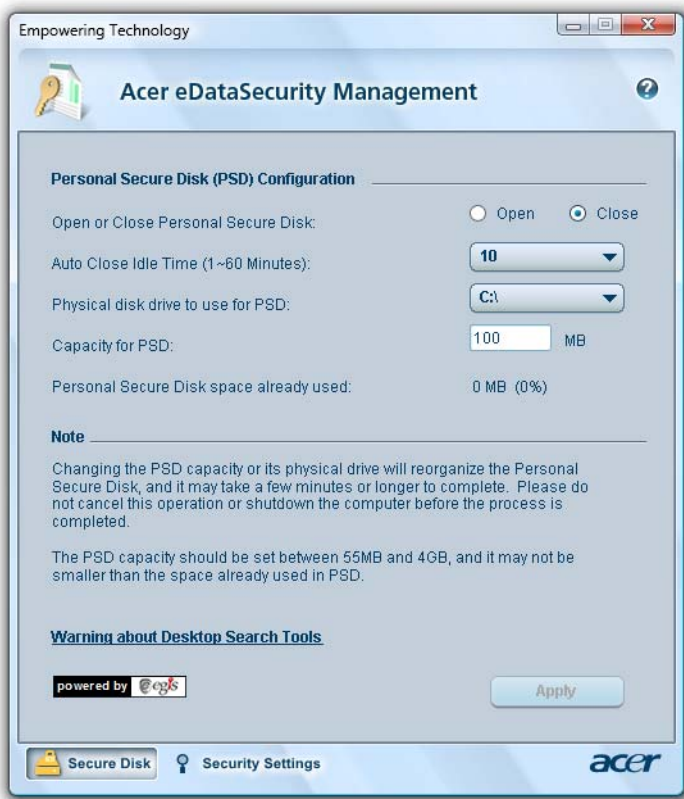 Empowering Technology
Acer eDataSecurity Management
Personal Secure Disk (PSD) Configuration
Open or Close Personal Secure Disk: Open Close
Auto Close Idle Time (1~60 Minutes): 10
Physical disk drive to use for PSD: C:\
Capacity for PSD: 100 MB
Personal Secure Disk space already used: 0 MB (0%)
Note
Changing the PSD capacity or its physical drive will reorganize the Personal
Secure Disk, and it may take a few minutes or longer to complete. Please do
not cancel this operation or shutdown the computer before the process is
completed.
The PSD capacity should be set between 55MB and 4GB, and it may not be
smaller than the space already used in PSD.
Warning about Desktop Search Tools
powered by egis
Apply
Secure Disk Security Settings acer